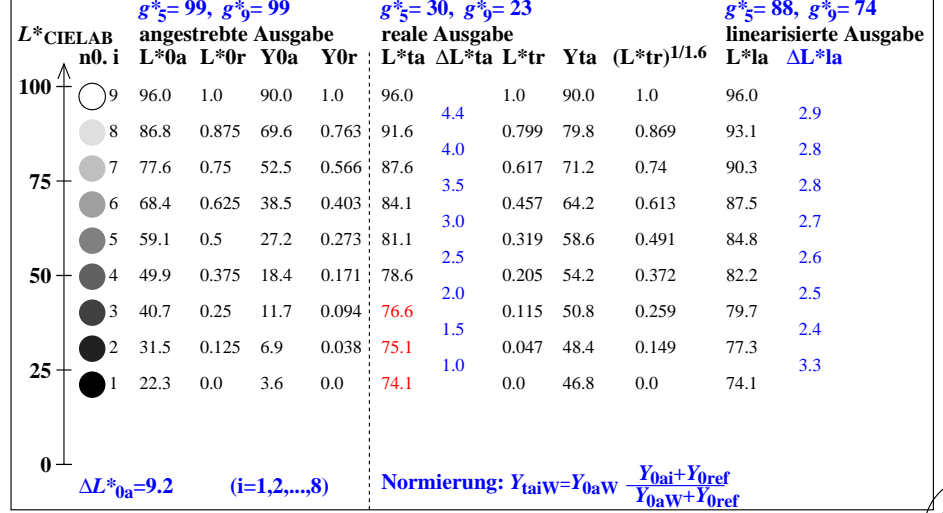 g*5= 99, g*9= 99 g*5= 30, g*9= 23 g*5= 88, g*9= 74
L*CIELAB angestrebte Ausgabe reale Ausgabe linearisierte Ausgabe
n0. i L*0a L*0r Y0a Y0r L*ta ΔL*ta L*tr Yta (L*tr)1/1.6 L*la ΔL*la
100 9 96.0 1.0 90.0 1.0 96.0 1.0 90.0 1.0 96.0
4.4 2.9
8 86.8 0.875 69.6 0.763 91.6 0.799 79.8 0.869 93.1
4.0 2.8
7 77.6 0.75 52.5 0.566 87.6 0.617 71.2 0.74 90.3
75 3.5 2.8
6 68.4 0.625 38.5 0.403 84.1 0.457 64.2 0.613 87.5
3.0 2.7
5 59.1 0.5 27.2 0.273 81.1 0.319 58.6 0.491 84.8
2.5 2.6
50 4 49.9 0.375 18.4 0.171 78.6 0.205 54.2 0.372 82.2
2.0 2.5
3 40.7 0.25 11.7 0.094 76.6 0.115 50.8 0.259 79.7
1.5 2.4
2 31.5 0.125 6.9 0.038 75.1 0.047 48.4 0.149 77.3
25 1.0 3.3
1 22.3 0.0 3.6 0.0 74.1 0.0 46.8 0.0 74.1
0
ΔL*0a=9.2 (i=1,2,...,8) Normierung: YtaiW=Y0aW Y0ai+Y0ref
Y0aW+Y0ref